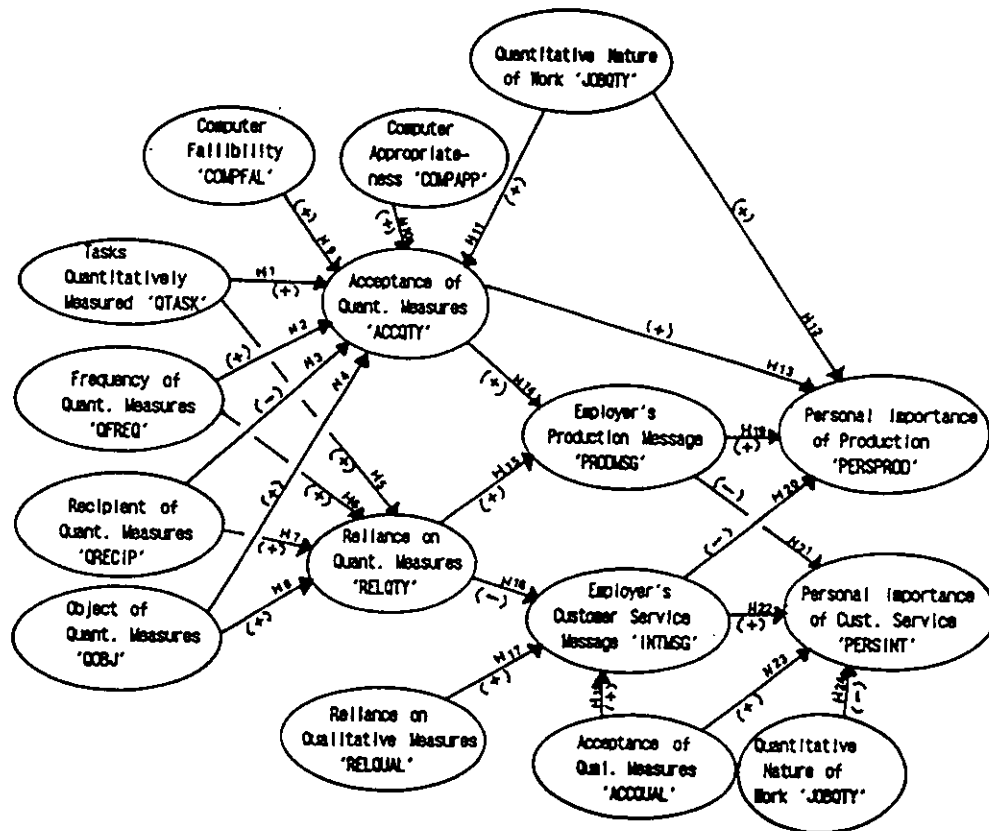 Quantitative Nature
of Work 'JOBQTY'
Computer
Fallibility
'COMPFAL'
Computer
Appropriate-
ness 'COMPAPP'
(+)
H9
(+)
H10
(+)
H11
(+)
H12
Tasks
Quantitatively
Measured 'QTASK'
H1
(+)
Acceptance of
Quant. Measures
'ACCQTY'
(+)
H2
(-)
H3
(+)
H4
(+)
H13
(+)
H14
Frequency of
Quant. Measures
'QFREQ'
(+)
H5
(+)
H6
Employer's
Production Message
'PRODMSG'
H19
(+)
Personal Importance
of Production
'PERSPROD'
(+)
H15
(-)
H20
(-)
H21
Recipient of
Quant. Measures
'QRECIP'
H7
(+)
Reliance on
Quant. Measures
'RELQTY'
H16
(-)
Object of
Quant. Measures
'QOBJ'
H8
(+)
Employer's
Customer Service
Message 'INTMSG'
H22
(+)
Personal Importance
of Cust. Service
'PERSINT'
H17
(+)
(+)
H23
(+)
H24
(-)
Reliance on
Qualitative Measures
'RELQUAL'
Acceptance of
Qual. Measures
'ACCQUAL'
Quantitative
Nature of
Work 'JOBQTY'